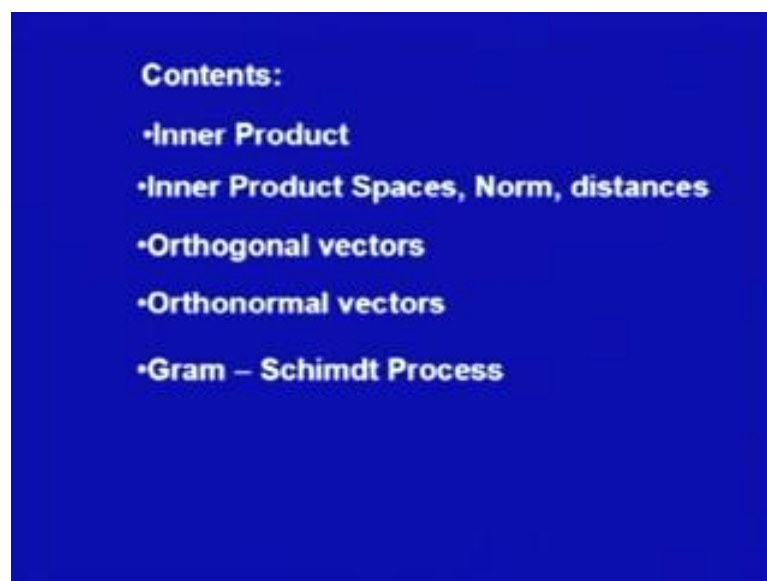 Contents:
•Inner Product
•Inner Product Spaces, Norm, distances
•Orthogonal vectors
•Orthonormal vectors
•Gram – Schimdt Process